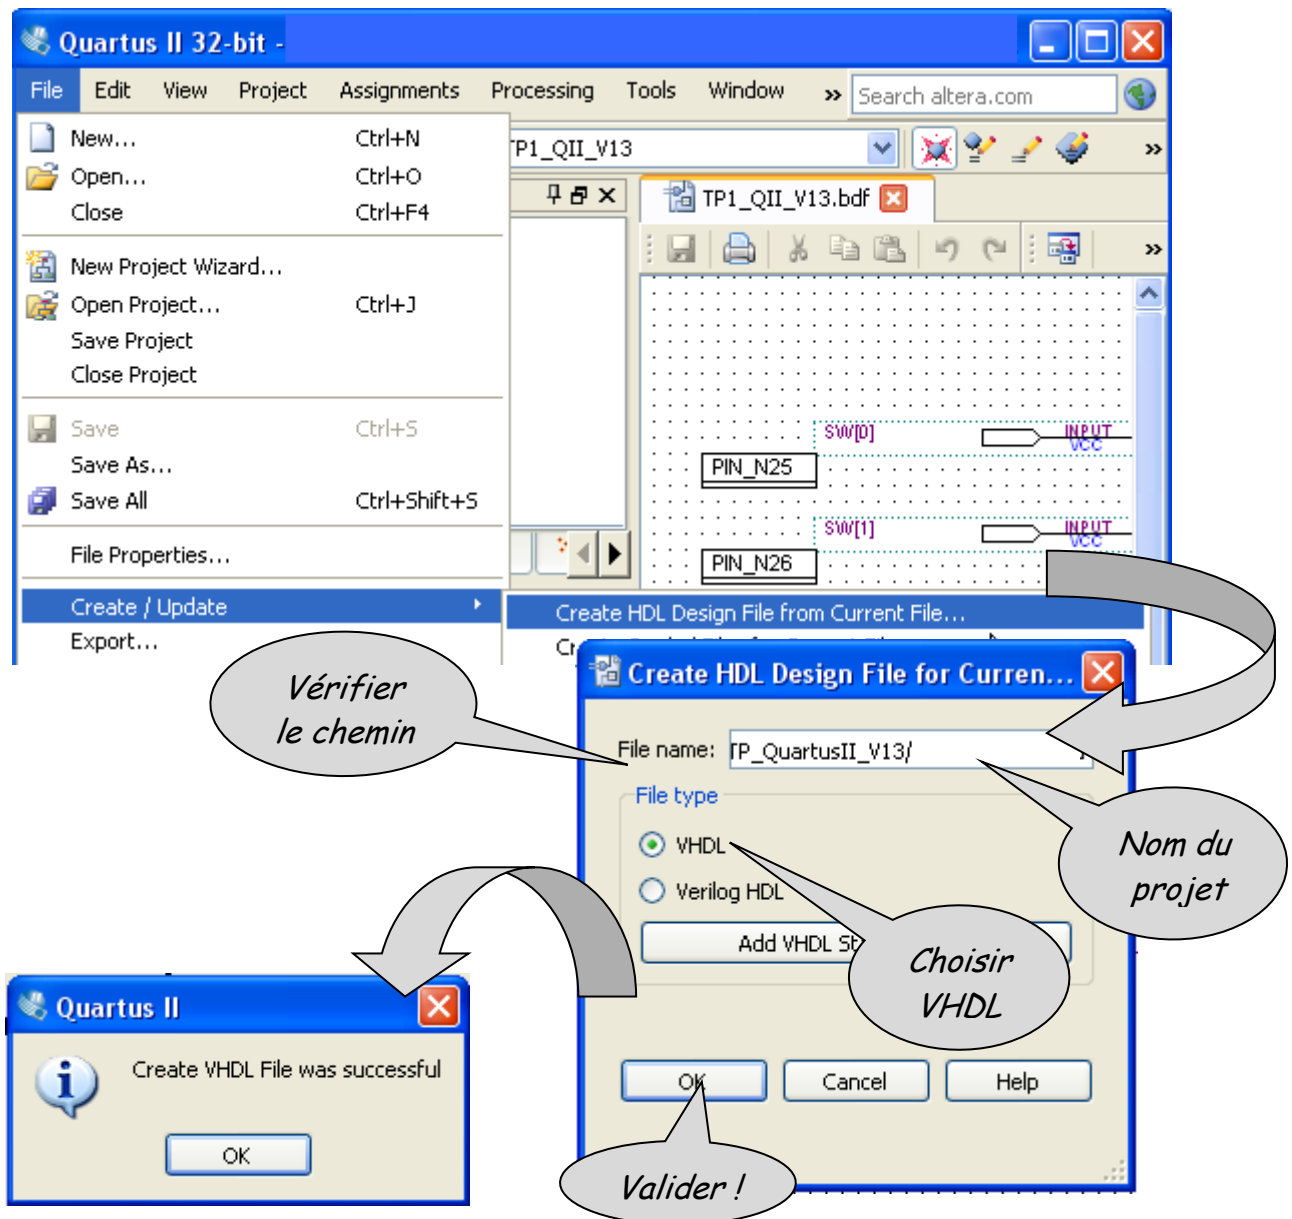 Quartus II 32-bit -
File Edit View Project Assignments Processing Tools Window » Search altera.com
New... Ctrl+N
TP1_QII_V13
»
Open... Ctrl+O
TP1_QII_V13.bdf
Close Ctrl+F4
»
New Project Wizard...
Open Project... Ctrl+J
Save Project
Close Project
Save Ctrl+S
SW[0] INPUT
VCC
Save As...
PIN_N25
Save All Ctrl+Shift+S
SW[1] INPUT
VCC
File Properties...
PIN_N26
Create / Update
Create HDL Design File from Current File...
Export...
Vérifier
le chemin
Create HDL Design File for Curren...
File name: TP_QuartusII_V13/
File type
VHDL
Verilog HDL
Nom du
projet
Add VHDL St
Choisir
VHDL
Quartus II
Create VHDL File was successful
OK
OK Cancel Help
Valider !